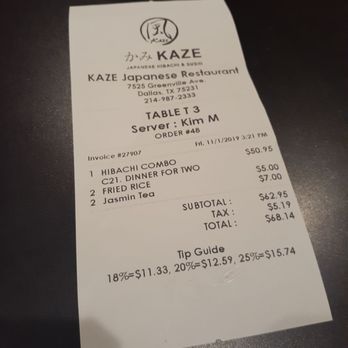 KAZE
かみ KAZE
JAPANESE HIBACHI & SUSHI
KAZE Japanese Restaurant
7525 Greenville Ave.
Dallas, TX 75231
214-987-2333
TABLE T 3
Server : Kim M
ORDER #48
Invoice #27907 Fri, 11/1/2019 3:21 PM
1 HIBACHI COMBO $50.95
C21. DINNER FOR TWO
2 FRIED RICE $5.00
2 Jasmin Tea $7.00
SUBTOTAL : $62.95
TAX : $5.19
TOTAL : $68.14
Tip Guide
18%=$11.33, 20%=$12.59, 25%=$15.74